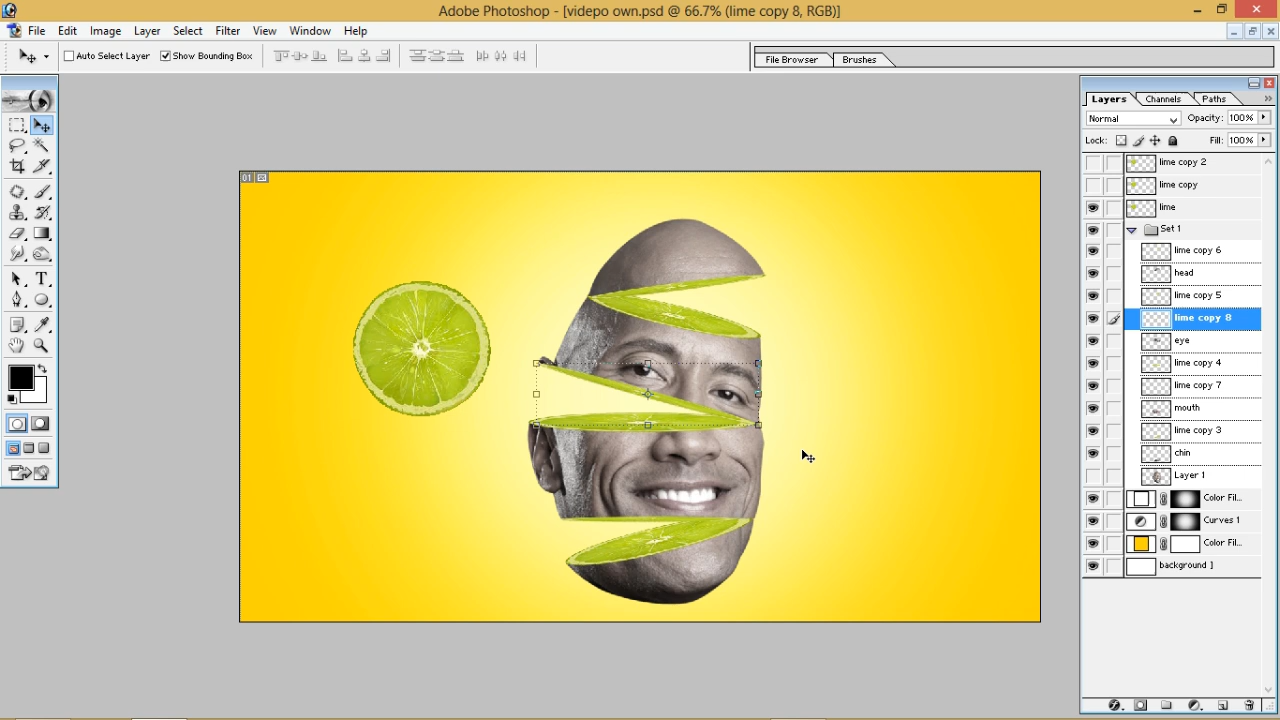 Adobe Photoshop - [videpo own.psd @ 66.7% (lime copy 8, RGB)]
File Edit Image Layer Select Filter View Window Help
Auto Select Layer Show Bounding Box
File Browser Brushes
Layers Channels Paths
Normal Opacity: 100%
Lock: Fill: 100%
lime copy 2
lime copy
lime
Set 1
lime copy 6
head
lime copy 5
lime copy 8
eye
lime copy 4
lime copy 7
mouth
lime copy 3
chin
Layer 1
Color Fil...
Curves 1
Color Fil...
background ]
01